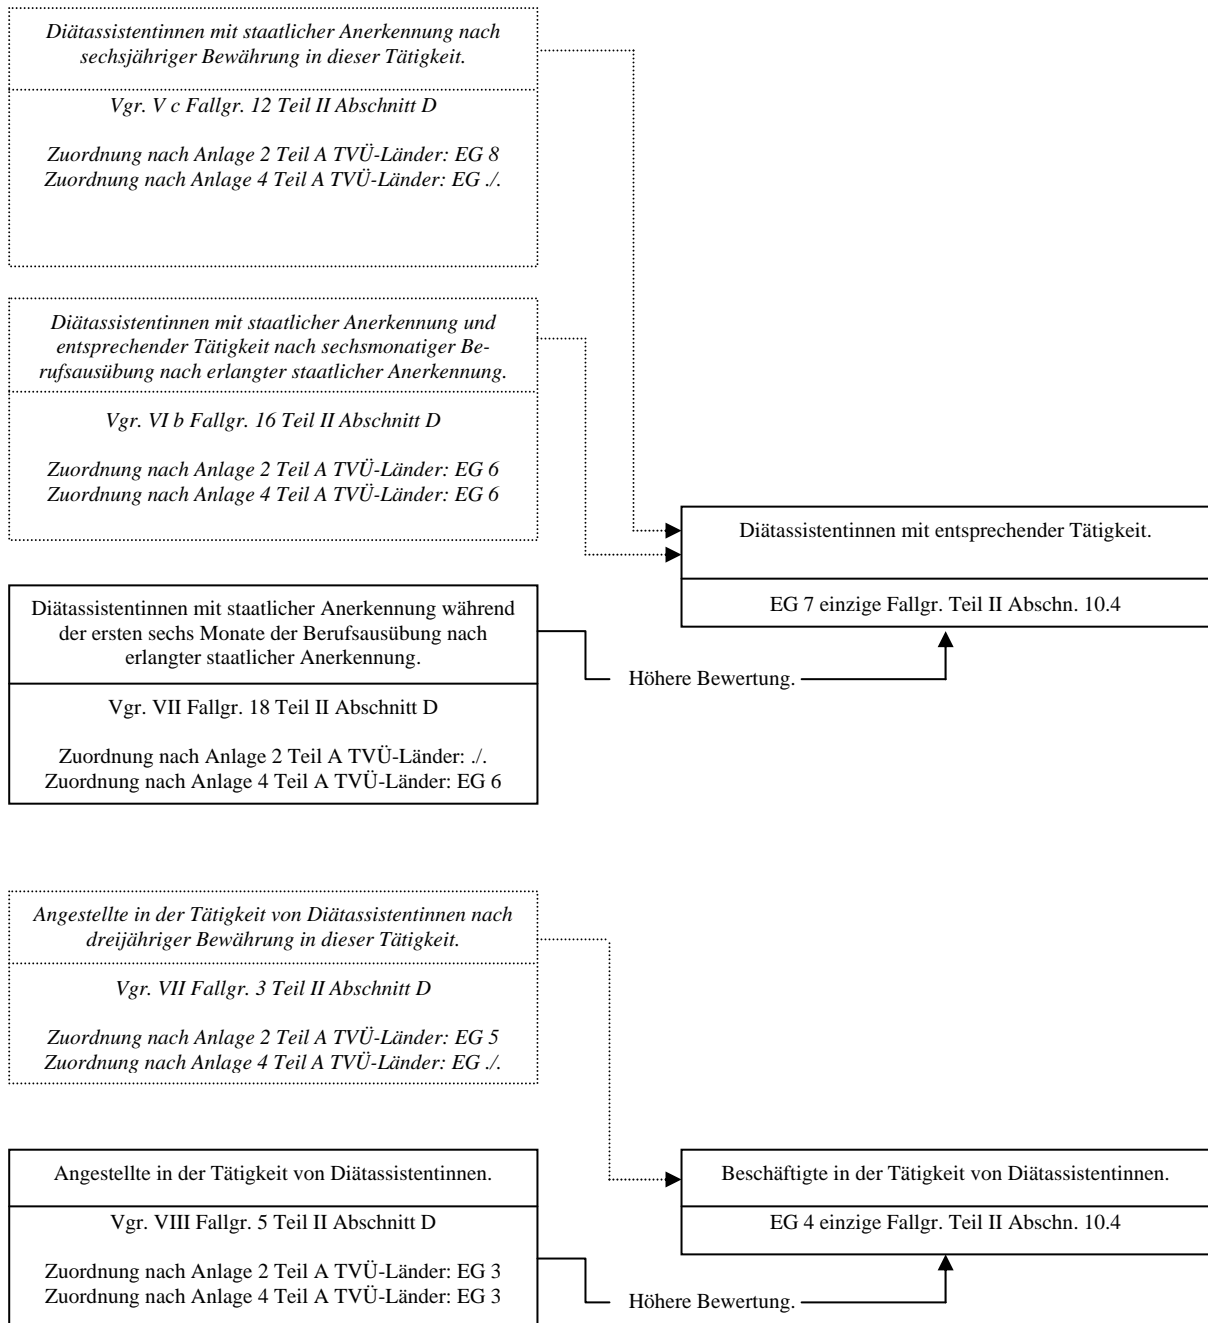 Diätassistentinnen mit staatlicher Anerkennung nach
sechsjähriger Bewährung in dieser Tätigkeit.
Vgr. V c Fallgr. 12 Teil II Abschnitt D
Zuordnung nach Anlage 2 Teil A TVÜ-Länder: EG 8
Zuordnung nach Anlage 4 Teil A TVÜ-Länder: EG ./.
Diätassistentinnen mit staatlicher Anerkennung und
entsprechender Tätigkeit nach sechsmonatiger Be-
rufsausübung nach erlangter staatlicher Anerkennung.
Vgr. VI b Fallgr. 16 Teil II Abschnitt D
Zuordnung nach Anlage 2 Teil A TVÜ-Länder: EG 6
Zuordnung nach Anlage 4 Teil A TVÜ-Länder: EG 6
Diätassistentinnen mit entsprechender Tätigkeit.
EG 7 einzige Fallgr. Teil II Abschn. 10.4
Diätassistentinnen mit staatlicher Anerkennung während
der ersten sechs Monate der Berufsausübung nach
erlangter staatlicher Anerkennung.
Höhere Bewertung.
Vgr. VII Fallgr. 18 Teil II Abschnitt D
Zuordnung nach Anlage 2 Teil A TVÜ-Länder: ./.
Zuordnung nach Anlage 4 Teil A TVÜ-Länder: EG 6
Angestellte in der Tätigkeit von Diätassistentinnen nach
dreijähriger Bewährung in dieser Tätigkeit.
Vgr. VII Fallgr. 3 Teil II Abschnitt D
Zuordnung nach Anlage 2 Teil A TVÜ-Länder: EG 5
Zuordnung nach Anlage 4 Teil A TVÜ-Länder: EG ./.
Angestellte in der Tätigkeit von Diätassistentinnen.
Vgr. VIII Fallgr. 5 Teil II Abschnitt D
Zuordnung nach Anlage 2 Teil A TVÜ-Länder: EG 3
Zuordnung nach Anlage 4 Teil A TVÜ-Länder: EG 3
Beschäftigte in der Tätigkeit von Diätassistentinnen.
EG 4 einzige Fallgr. Teil II Abschn. 10.4
Höhere Bewertung.